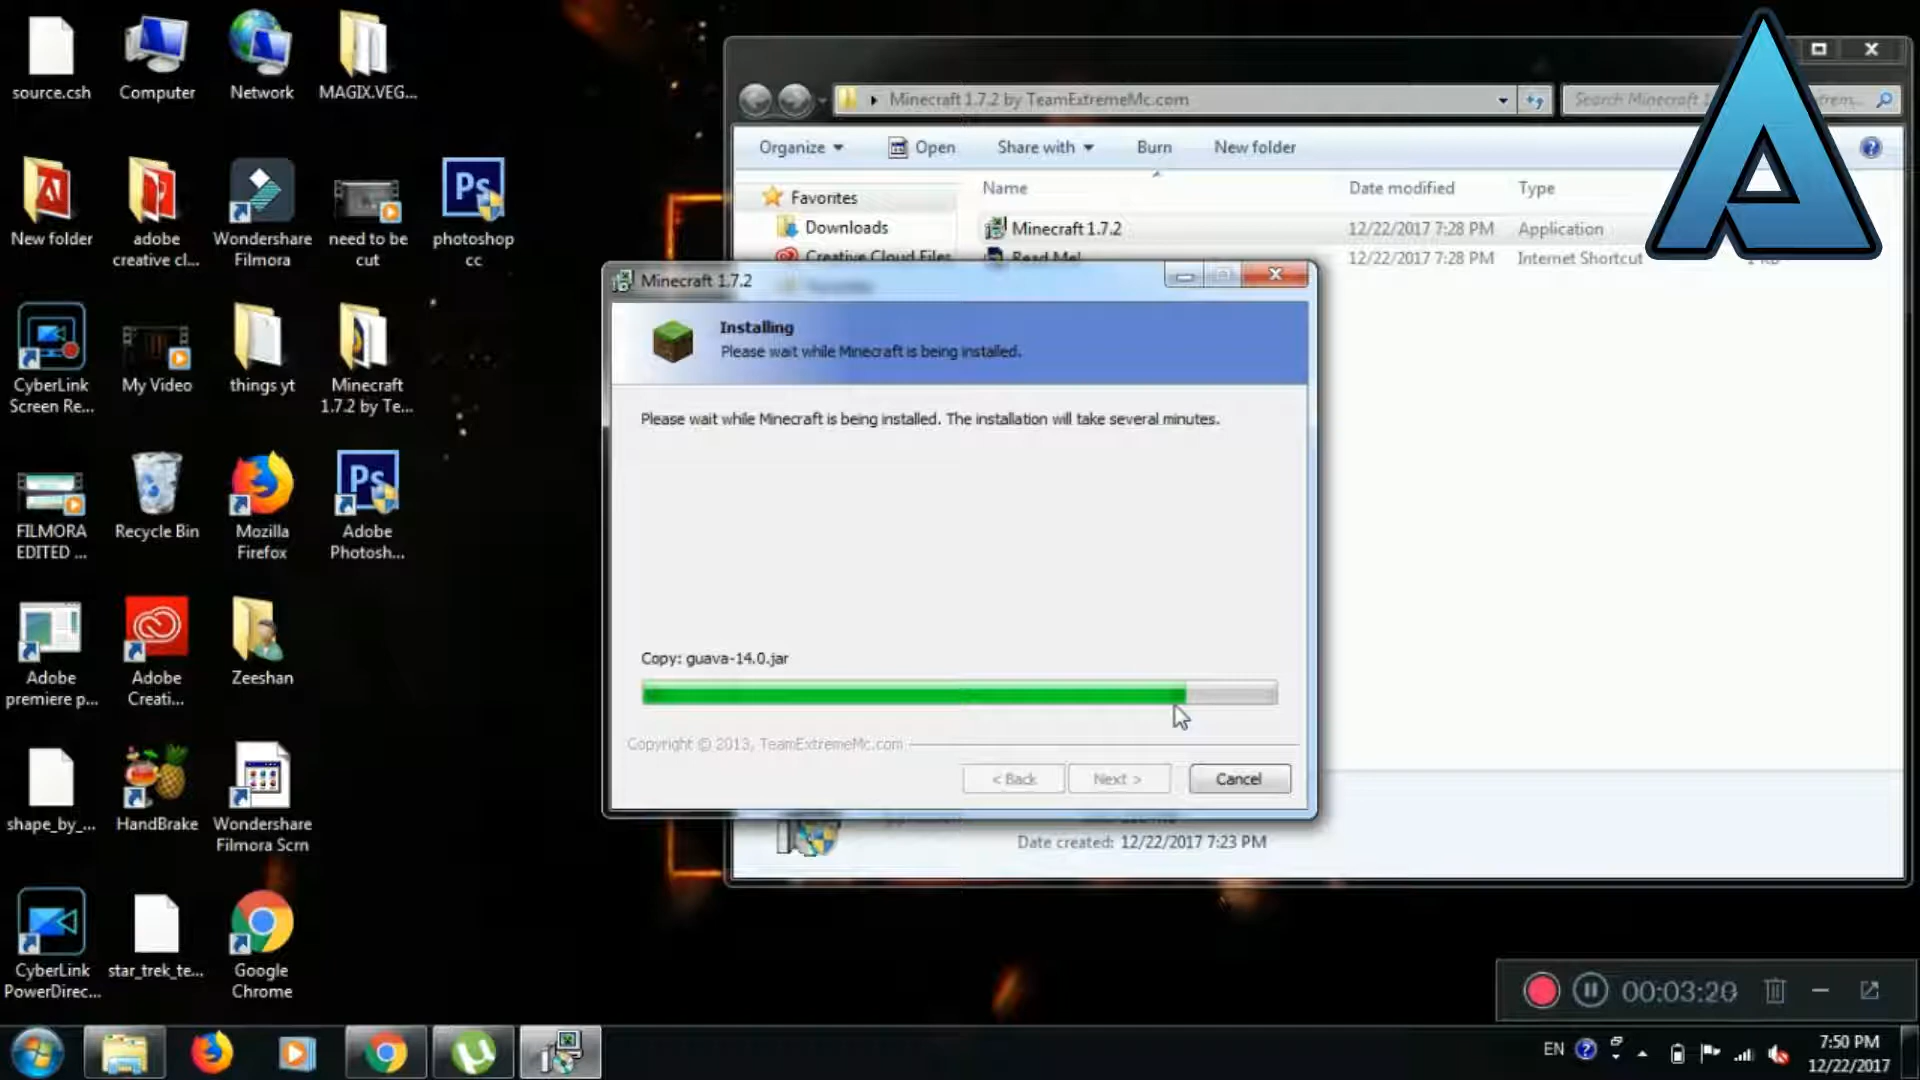 source.csh
Computer
Network
MAGIX.VEG...
New folder
adobe
creative cl...
Wondershare
Filmora
need to be
cut
photoshop
cc
CyberLink
Screen Re...
My Video
things yt
Minecraft
1.7.2 by Te...
FILMORA
EDITED ...
Recycle Bin
Mozilla
Firefox
Adobe
Photosh...
Adobe
premiere p...
Adobe
Creati...
Zeeshan
shape_by_...
HandBrake
Wondershare
Filmora Scrn
CyberLink
PowerDirec...
star_trek_te...
Google
Chrome
Minecraft 1.7.2 by TeamExtremeMc.com
Search Minecraft
Organize
Open
Share with
Burn
New folder
Name
Date modified
Type
Favorites
Downloads
Creative Cloud Files
Minecraft 1.7.2
12/22/2017 7:28 PM
Application
Read Me!
12/22/2017 7:28 PM
Internet Shortcut
Minecraft 1.7.2
Installing
Please wait while Minecraft is being installed.
Please wait while Minecraft is being installed. The installation will take several minutes.
Copy: guava-14.0.jar
Copyright © 2013, TeamExtremeMc.com
< Back
Next >
Cancel
Date created: 12/22/2017 7:23 PM
00:03:20
EN
7:50 PM
12/22/2017